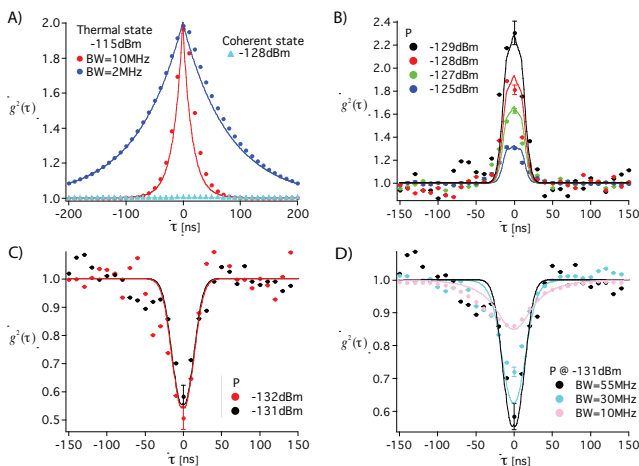 A)
Thermal state
-115dBm
BW=10MHz
BW=2MHz
Coherent state
-128dBm
g²(τ)
2.0
1.8
1.6
1.4
1.2
1.0
-200
-100
0
100
200
τ [ns]
B)
P
-129dBm
-128dBm
-127dBm
-125dBm
g²(τ)
2.4
2.2
2.0
1.8
1.6
1.4
1.2
1.0
-150
-100
-50
0
50
100
150
τ [ns]
C)
P
-132dBm
-131dBm
g²(τ)
1.0
0.9
0.8
0.7
0.6
0.5
-150
-100
-50
0
50
100
150
τ [ns]
D)
P @ -131dBm
BW=55MHz
BW=30MHz
BW=10MHz
g²(τ)
1.0
0.9
0.8
0.7
0.6
-150
-100
-50
0
50
100
150
τ [ns]